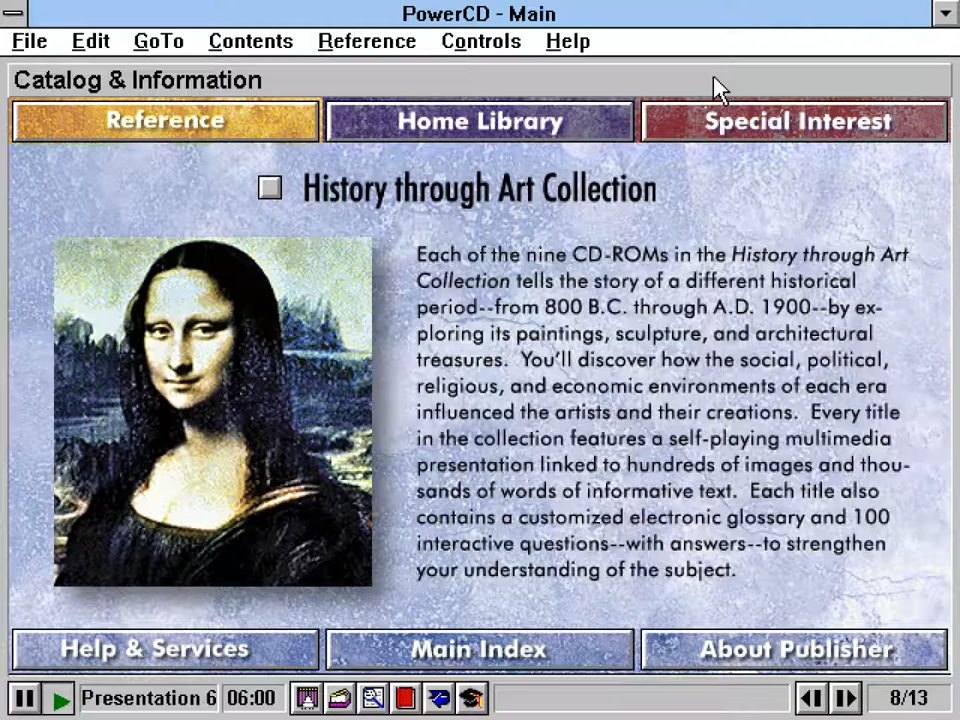 PowerCD - Main
File Edit GoTo Contents Reference Controls Help
Catalog & Information
Reference Home Library Special Interest
History through Art Collection
Each of the nine CD-ROMs in the History through Art
Collection tells the story of a different historical
period--from 800 B.C. through A.D. 1900--by ex-
ploring its paintings, sculpture, and architectural
treasures. You'll discover how the social, political,
religious, and economic environments of each era
influenced the artists and their creations. Every title
in the collection features a self-playing multimedia
presentation linked to hundreds of images and thou-
sands of words of informative text. Each title also
contains a customized electronic glossary and 100
interactive questions--with answers--to strengthen
your understanding of the subject.
Help & Services Main Index About Publisher
Presentation 6 06:00 8/13